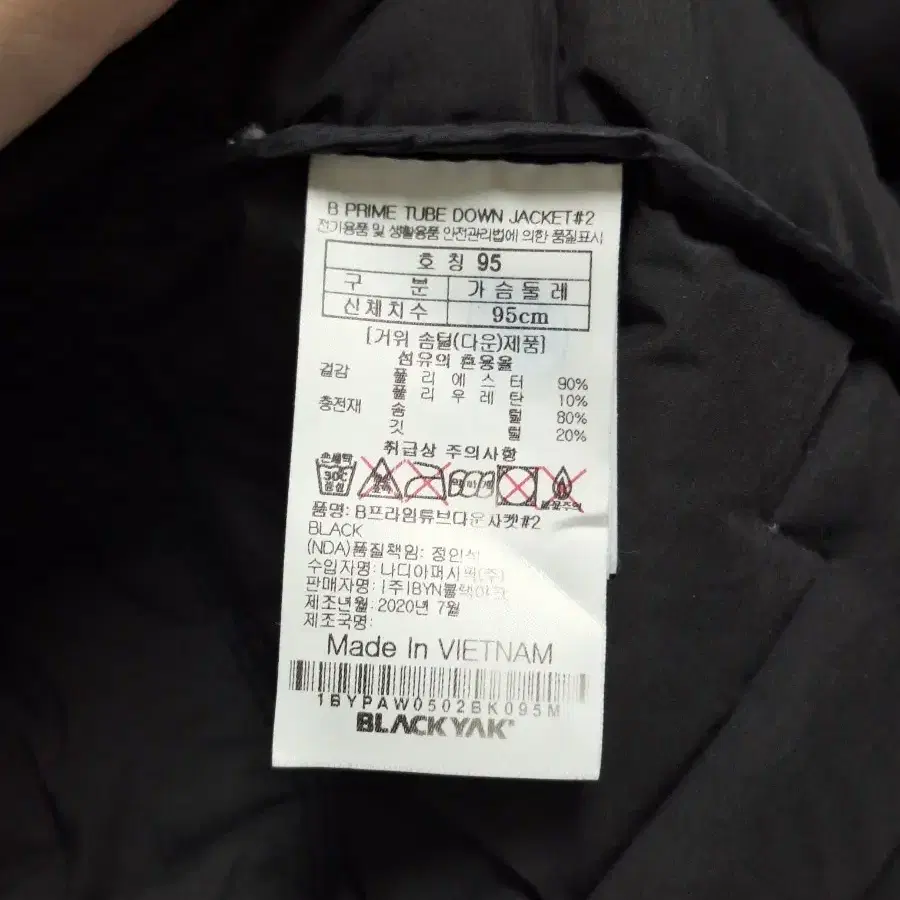 B PRIME TUBE DOWN JACKET#2
전기용품 및 생활용품 안전관리법에 의한 품질표시
호 칭 95
구 분 가슴둘레
신체치수 95cm
[거위 솜털(다운)제품]
섬유의 혼용율
겉감 폴 리 에 스 터 90%
폴 리 우 레 탄 10%
충전재 솜 털 80%
깃 털 20%
취급상 주의사항
손세탁
30C
중성
품명: B프라임튜브다운자켓#2
BLACK
(NDA)품질책임: 정인석
수입자명: 나디아퍼시픽(주)
판매자명: (주)BYN블랙야크
제조년월: 2020년 7월
제조국명:
Made In VIETNAM
1BYPAW0502BK095M
BLACKYAK